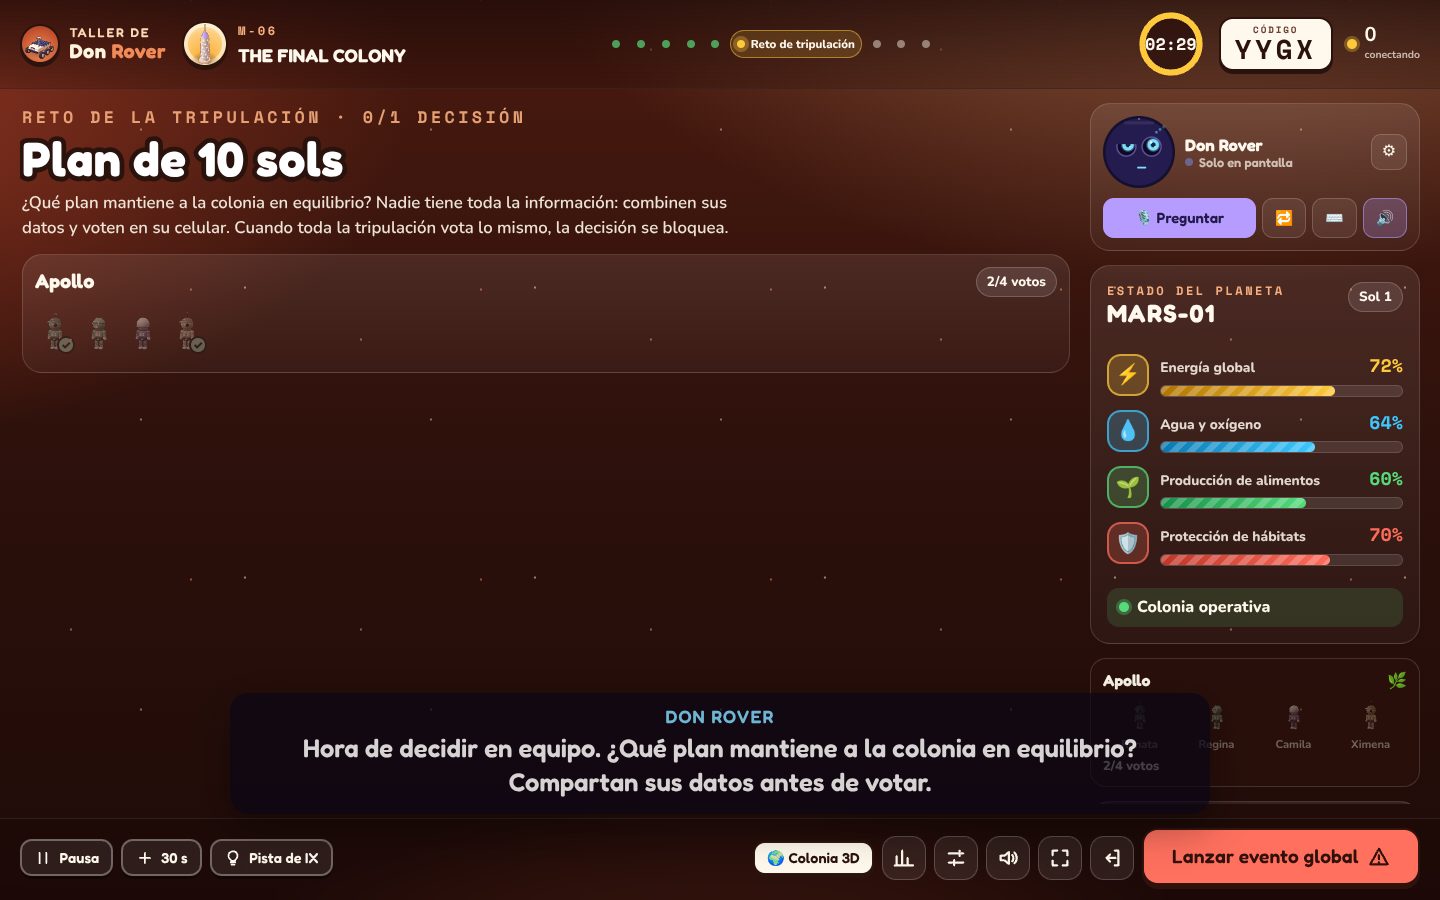 TALLER DE
Don Rover
M-06
THE FINAL COLONY
Reto de tripulación
02:29
CÓDIGO
YYGX
0
conectando
RETO DE LA TRIPULACIÓN · 0/1 DECISIÓN
Plan de 10 sols
¿Qué plan mantiene a la colonia en equilibrio? Nadie tiene toda la información: combinen sus
datos y voten en su celular. Cuando toda la tripulación vota lo mismo, la decisión se bloquea.
Apollo
2/4 votos
Don Rover
Solo en pantalla
Preguntar
ESTADO DEL PLANETA
MARS-01
Sol 1
Energía global
72%
Agua y oxígeno
64%
Producción de alimentos
60%
Protección de hábitats
70%
Colonia operativa
Apollo
Regina
Camila
Ximena
2/4 votos
DON ROVER
Hora de decidir en equipo. ¿Qué plan mantiene a la colonia en equilibrio?
Compartan sus datos antes de votar.
Pausa
30 s
Pista de IX
Colonia 3D
Lanzar evento global